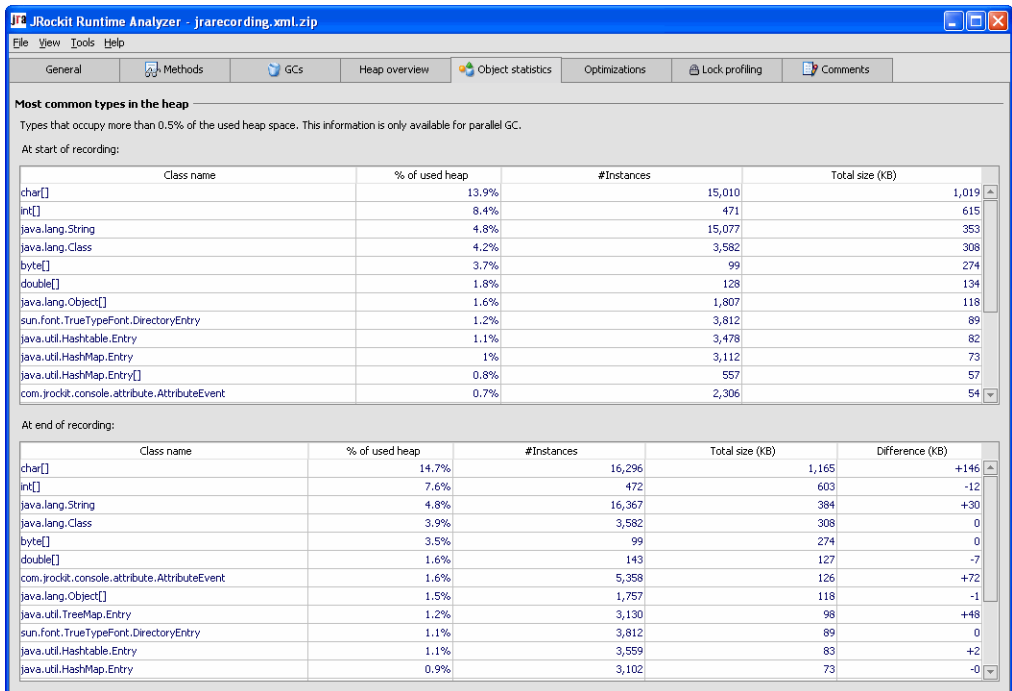 jra JRockit Runtime Analyzer - jrarecording.xml.zip
File View Tools Help
General Methods GCs Heap overview Object statistics Optimizations Lock profiling Comments
Most common types in the heap
Types that occupy more than 0.5% of the used heap space. This information is only available for parallel GC.
At start of recording:
Class name % of used heap #Instances Total size (KB)
char[] 13.9% 15,010 1,019
int[] 8.4% 471 615
java.lang.String 4.8% 15,077 353
java.lang.Class 4.2% 3,582 308
byte[] 3.7% 99 274
double[] 1.8% 128 134
java.lang.Object[] 1.6% 1,807 118
sun.font.TrueTypeFont.DirectoryEntry 1.2% 3,812 89
java.util.Hashtable.Entry 1.1% 3,478 82
java.util.HashMap.Entry 1% 3,112 73
java.util.HashMap.Entry[] 0.8% 557 57
com.jrockit.console.attribute.AttributeEvent 0.7% 2,306 54
At end of recording:
Class name % of used heap #Instances Total size (KB) Difference (KB)
char[] 14.7% 16,296 1,165 +146
int[] 7.6% 472 603 -12
java.lang.String 4.8% 16,367 384 +30
java.lang.Class 3.9% 3,582 308 0
byte[] 3.5% 99 274 0
double[] 1.6% 143 127 -7
com.jrockit.console.attribute.AttributeEvent 1.6% 5,358 126 +72
java.lang.Object[] 1.5% 1,757 118 -1
java.util.TreeMap.Entry 1.2% 3,130 98 +48
sun.font.TrueTypeFont.DirectoryEntry 1.1% 3,812 89 0
java.util.Hashtable.Entry 1.1% 3,559 83 +2
java.util.HashMap.Entry 0.9% 3,102 73 -0